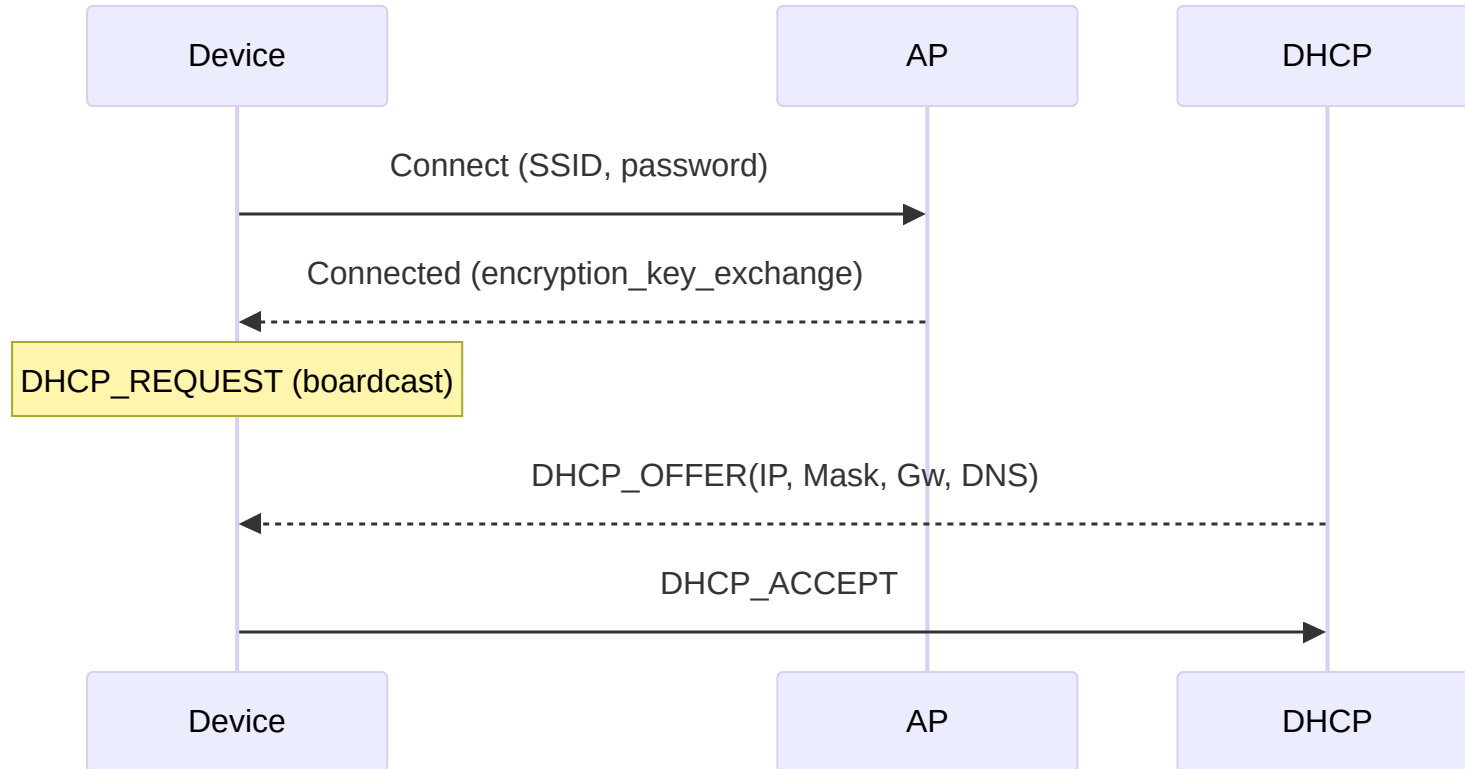 Device
AP
DHCP
Connect (SSID, password)
Connected (encryption_key_exchange)
DHCP_REQUEST (boardcast)
DHCP_OFFER(IP, Mask, Gw, DNS)
DHCP_ACCEPT
Device
AP
DHCP